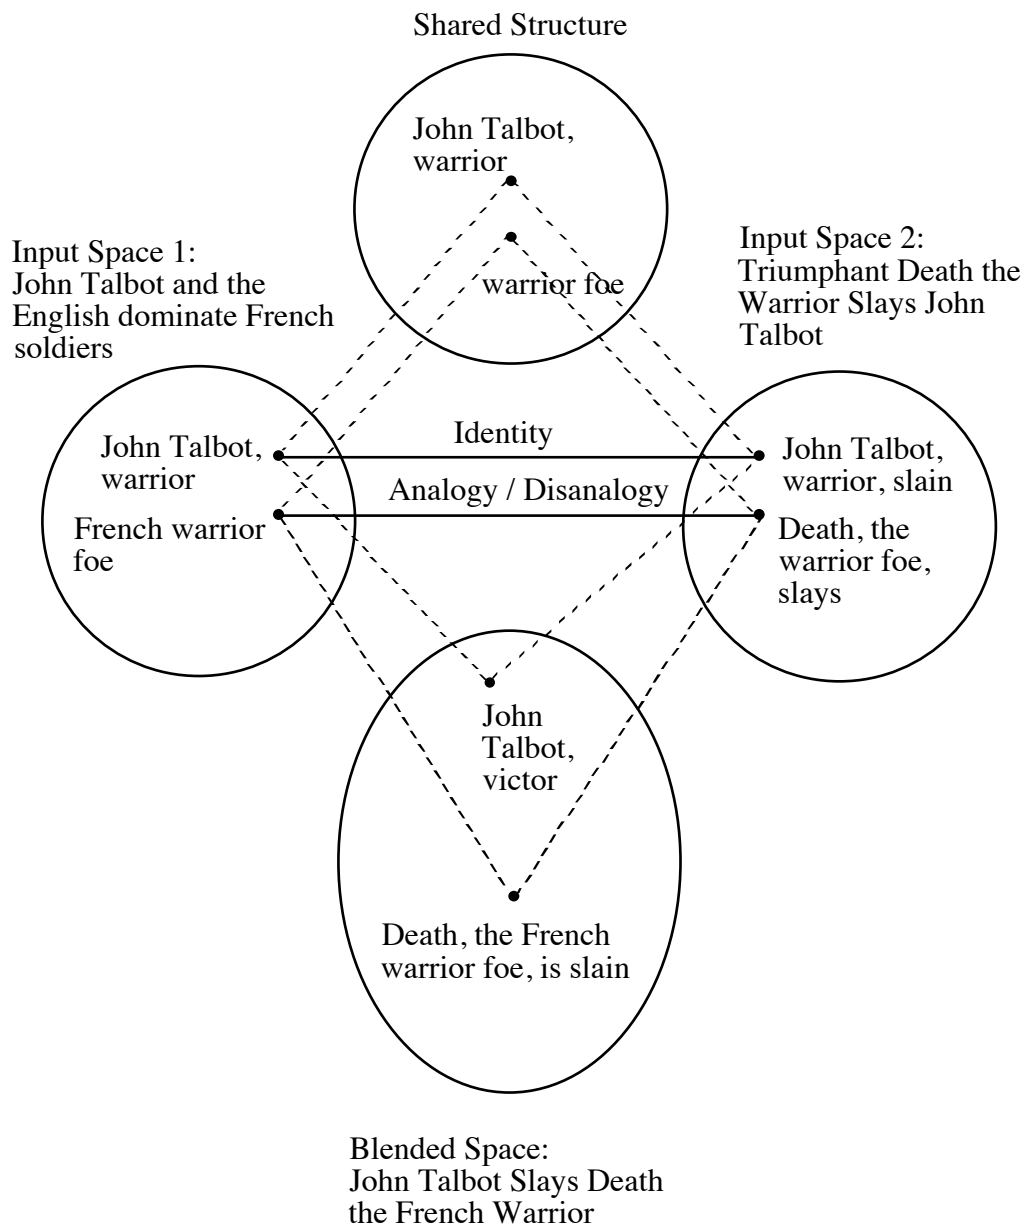 Shared Structure
John Talbot,
warrior
warrior foe
Input Space 1:
John Talbot and the
English dominate French
soldiers
Input Space 2:
Triumphant Death the
Warrior Slays John
Talbot
Identity
Analogy / Disanalogy
John Talbot,
warrior
French warrior
foe
John Talbot,
warrior, slain
Death, the
warrior foe,
slays
John
Talbot,
victor
Death, the French
warrior foe, is slain
Blended Space:
John Talbot Slays Death
the French Warrior